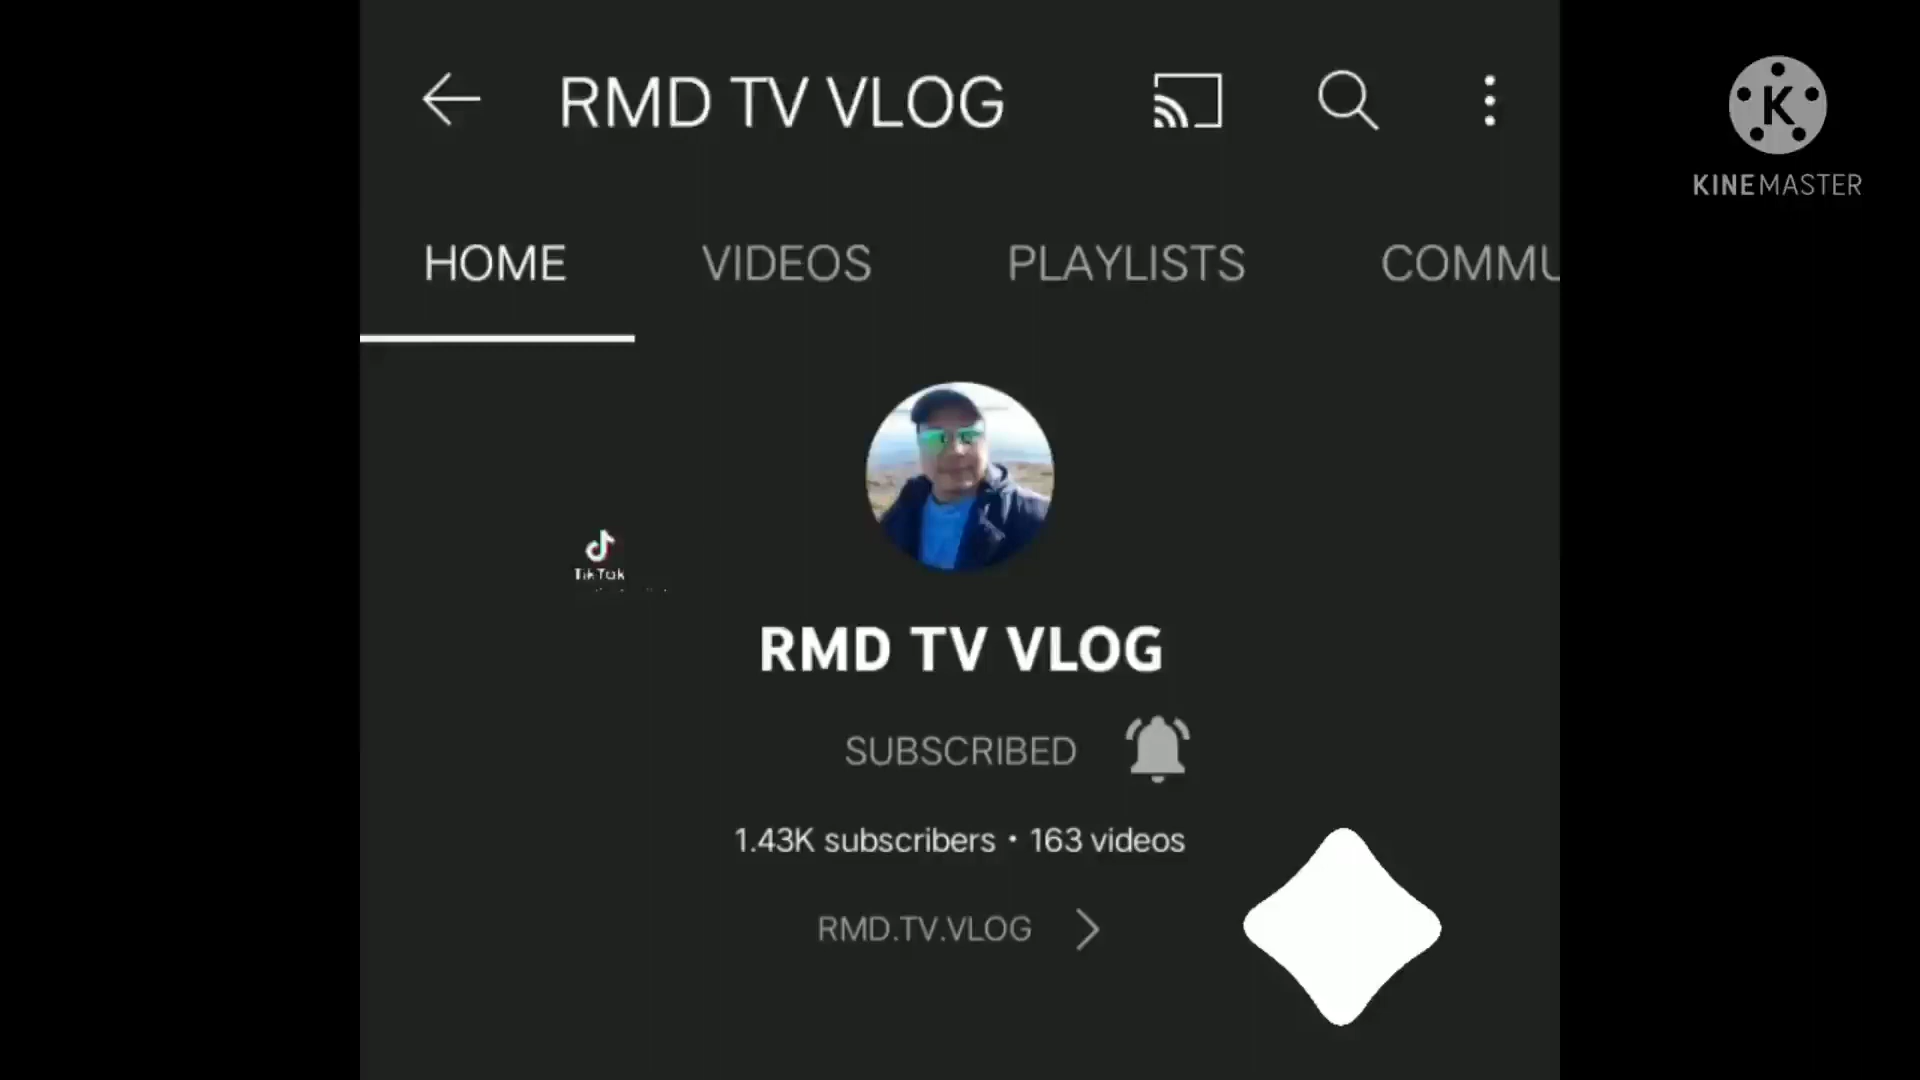 RMD TV VLOG
K
KINEMASTER
HOME VIDEOS PLAYLISTS COMMU
TikTok
RMD TV VLOG
SUBSCRIBED
1.43K subscribers • 163 videos
RMD.TV.VLOG